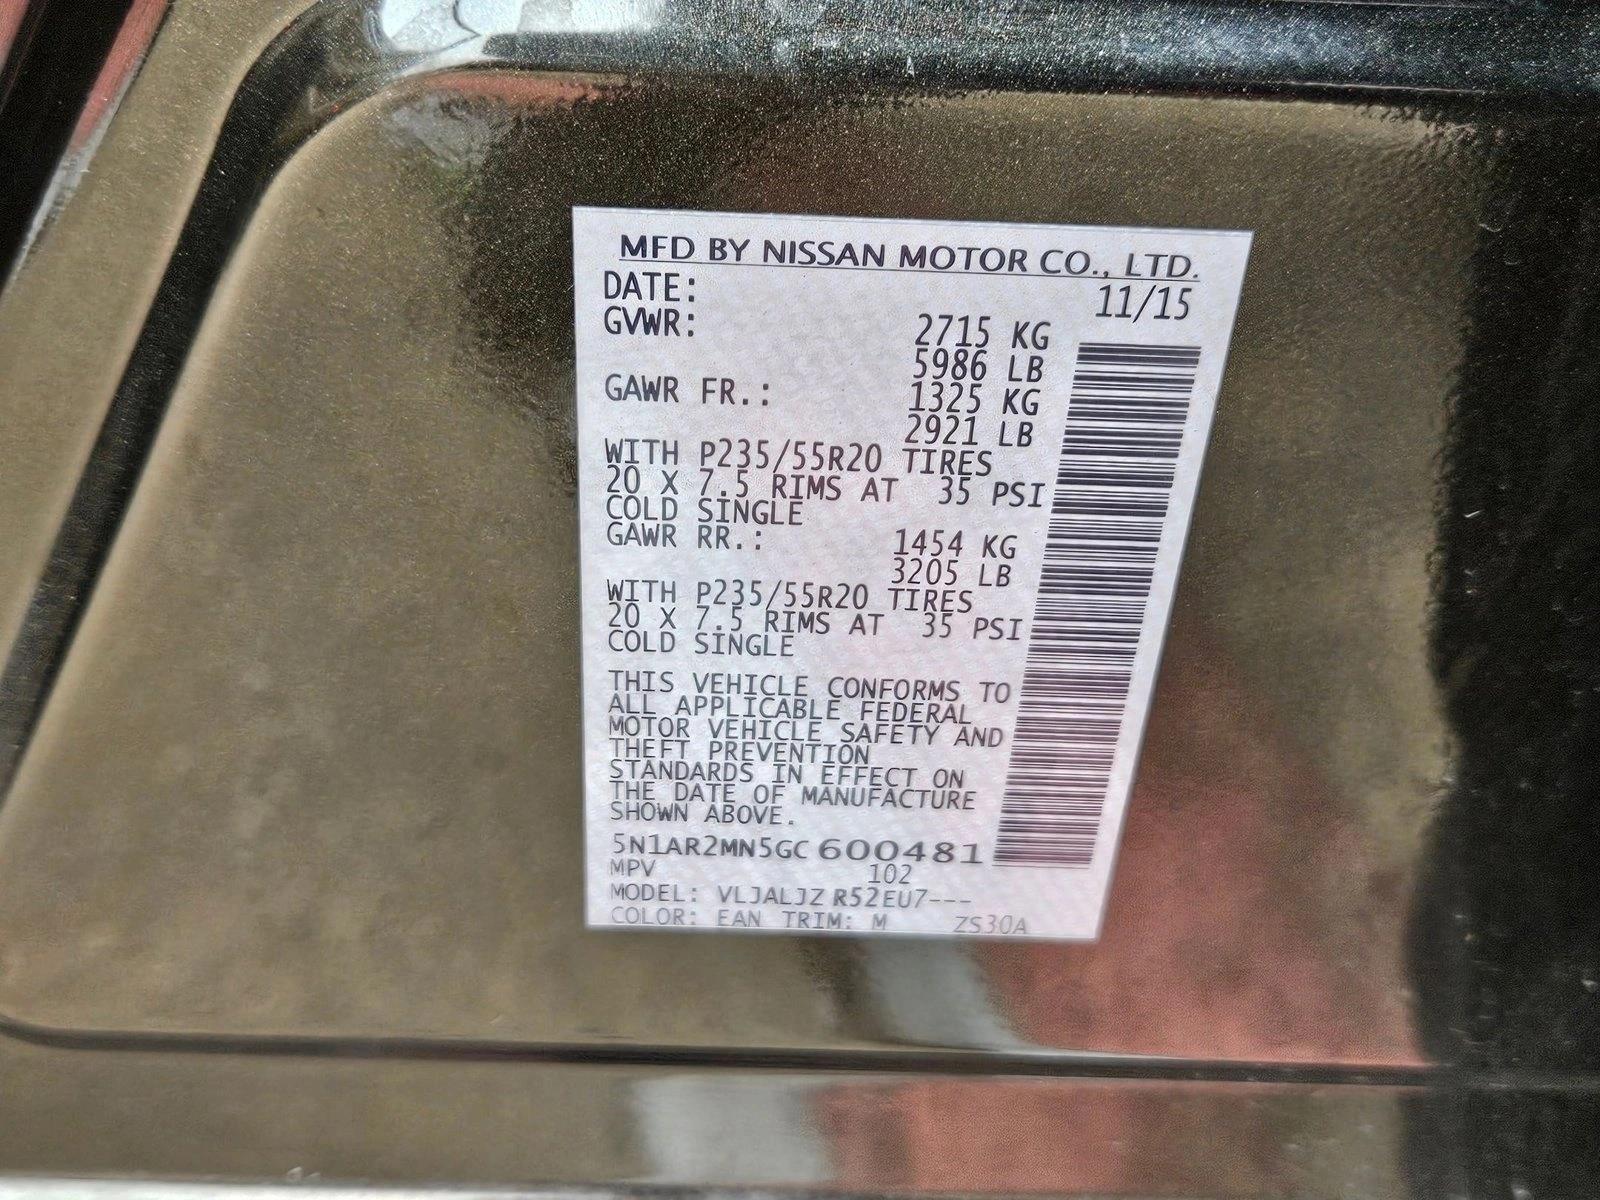 MFD BY NISSAN MOTOR CO., LTD.
DATE: 11/15
GVWR: 2715 KG
5986 LB
GAWR FR.: 1325 KG
2921 LB
WITH P235/55R20 TIRES
20 X 7.5 RIMS AT 35 PSI
COLD SINGLE
GAWR RR.: 1454 KG
3205 LB
WITH P235/55R20 TIRES
20 X 7.5 RIMS AT 35 PSI
COLD SINGLE
THIS VEHICLE CONFORMS TO
ALL APPLICABLE FEDERAL
MOTOR VEHICLE SAFETY AND
THEFT PREVENTION
STANDARDS IN EFFECT ON
THE DATE OF MANUFACTURE
SHOWN ABOVE.
5N1AR2MN5GC 600481
MPV 102
MODEL: VLJALJZ R52EU7---
COLOR: EAN TRIM: M ZS30A